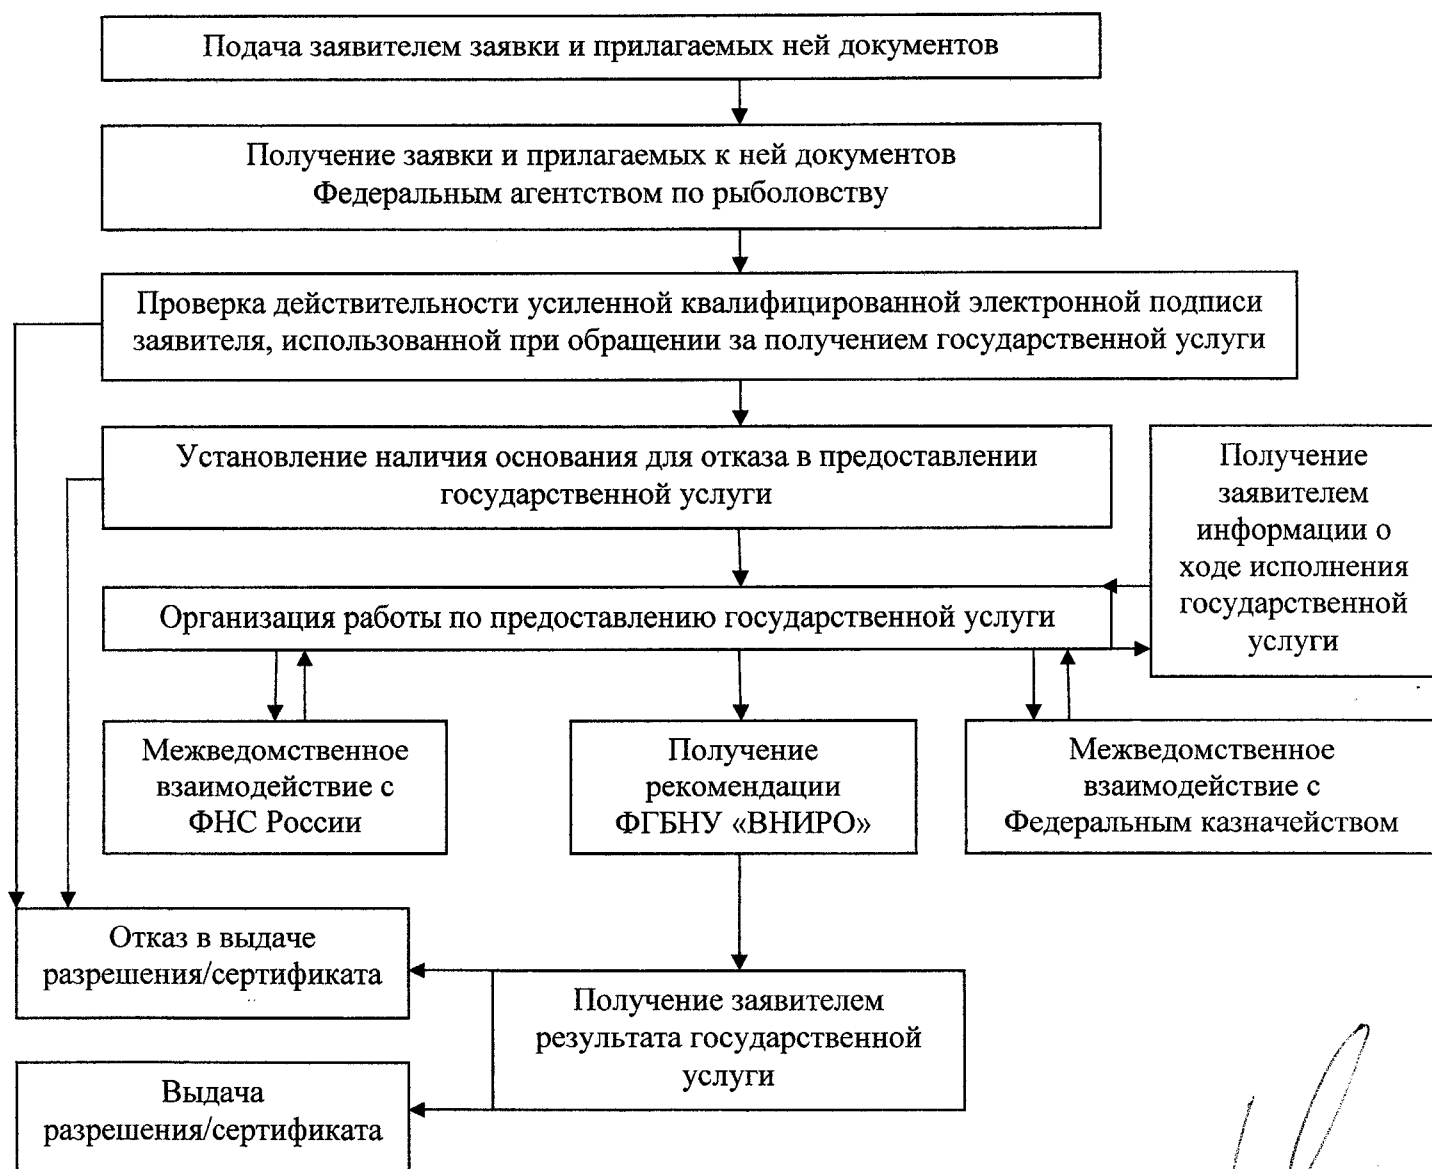 Подача заявителем заявки и прилагаемых ней документов
Получение заявки и прилагаемых к ней документов
Федеральным агентством по рыболовству
Проверка действительности усиленной квалифицированной электронной подписи
заявителя, использованной при обращении за получением государственной услуги
Установление наличия основания для отказа в предоставлении
государственной услуги
Получение
заявителем
информации о
ходе исполнения
государственной
услуги
Организация работы по предоставлению государственной услуги
Межведомственное
взаимодействие с
ФНС России
Получение
рекомендации
ФГБНУ «ВНИРО»
Межведомственное
взаимодействие с
Федеральным казначейством
Отказ в выдаче
разрешения/сертификата
Получение заявителем
результата государственной
услуги
Выдача
разрешения/сертификата